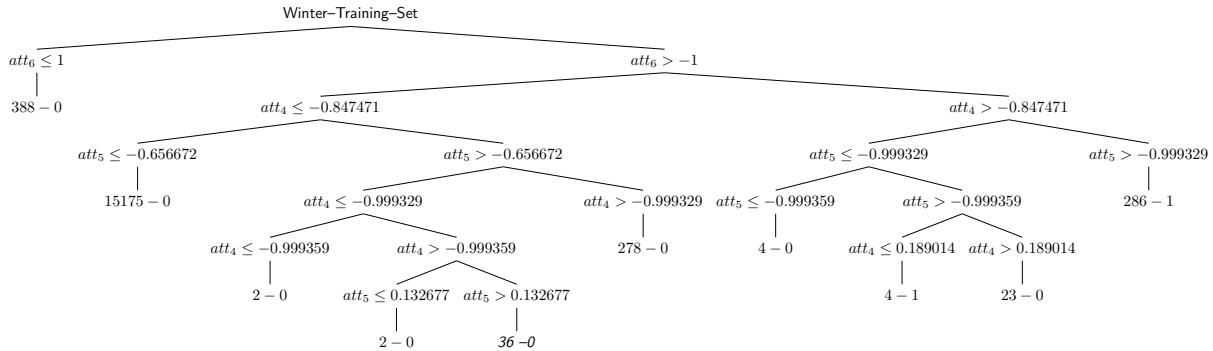 Winter–Training–Set
att₆ ≤ 1 att₆ > −1
388 − 0 att₄ ≤ −0.847471 att₄ > −0.847471
att₅ ≤ −0.656672 att₅ > −0.656672 att₅ ≤ −0.999329 att₅ > −0.999329
15175 − 0 att₄ ≤ −0.999329 att₄ > −0.999329 att₅ ≤ −0.999359 att₅ > −0.999359 286 − 1
att₄ ≤ −0.999359 att₄ > −0.999359 278 − 0 4 − 0 att₄ ≤ 0.189014 att₄ > 0.189014
2 − 0 att₅ ≤ 0.132677 att₅ > 0.132677 4 − 1 23 − 0
2 − 0 36 –0